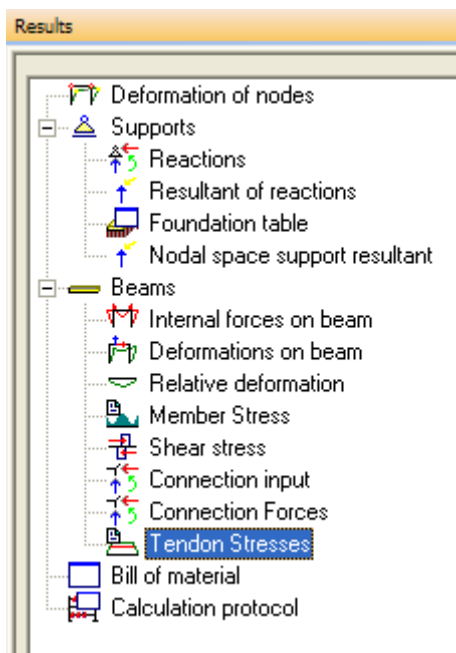 Results
Deformation of nodes
Supports
Reactions
Resultant of reactions
Foundation table
Nodal space support resultant
Beams
Internal forces on beam
Deformations on beam
Relative deformation
Member Stress
Shear stress
Connection input
Connection Forces
Tendon Stresses
Bill of material
Calculation protocol